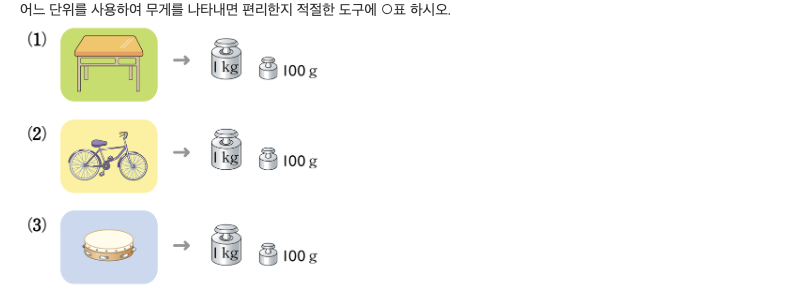 어느 단위를 사용하여 무게를 나타내면 편리한지 적절한 도구에 ○표 하시오.
(1) → 1 kg 100 g
(2) → 1 kg 100 g
(3) → 1 kg 100 g